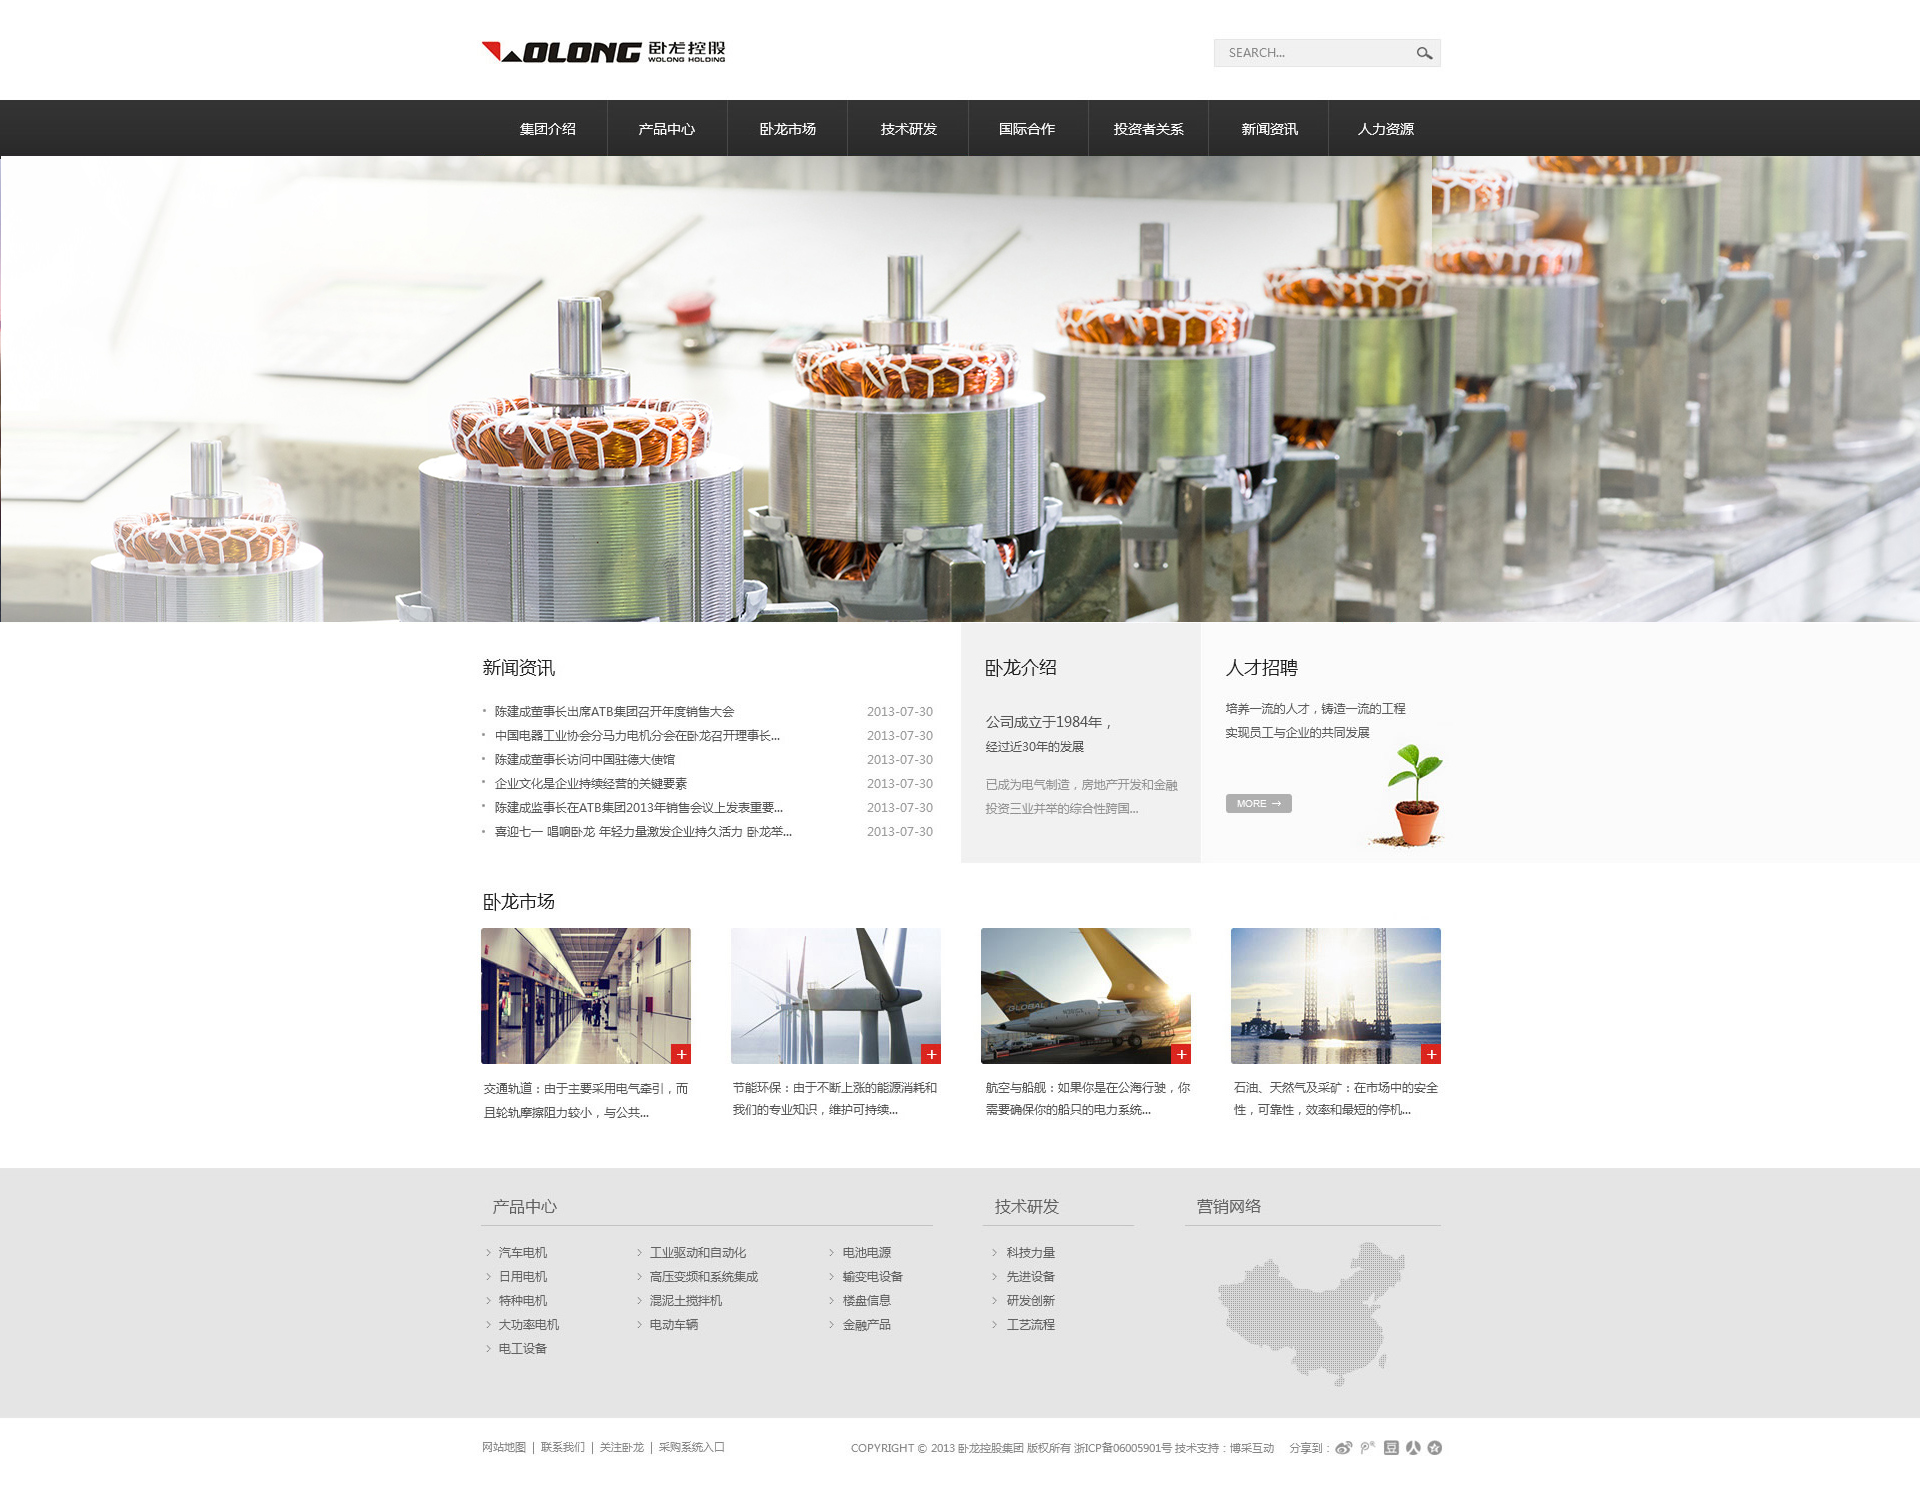 WOLONG 卧龙控股
WOLONG HOLDING
SEARCH...
集团介绍
产品中心
卧龙市场
技术研发
国际合作
投资者关系
新闻资讯
人力资源
新闻资讯
陈建成董事长出席ATB集团召开年度销售大会 2013-07-30
中国电器工业协会分马力电机分会在卧龙召开理事长... 2013-07-30
陈建成董事长访问中国驻德大使馆 2013-07-30
企业文化是企业持续经营的关键要素 2013-07-30
陈建成监事长在ATB集团2013年销售会议上发表重要... 2013-07-30
喜迎七一 唱响卧龙 年轻力量激发企业持久活力 卧龙举... 2013-07-30
卧龙介绍
公司成立于1984年，
经过近30年的发展
已成为电气制造，房地产开发和金融
投资三业并举的综合性跨国...
人才招聘
培养一流的人才，铸造一流的工程
实现员工与企业的共同发展
MORE →
卧龙市场
GLOBAL
交通轨道：由于主要采用电气牵引，而
且轮轨摩擦阻力较小，与公共...
节能环保：由于不断上涨的能源消耗和
我们的专业知识，维护可持续...
航空与船舰：如果你是在公海行驶，你
需要确保你的船只的电力系统...
石油、天然气及采矿：在市场中的安全
性，可靠性，效率和最短的停机...
产品中心
汽车电机
日用电机
特种电机
大功率电机
电工设备
工业驱动和自动化
高压变频和系统集成
混泥土搅拌机
电动车辆
电池电源
输变电设备
楼盘信息
金融产品
技术研发
科技力量
先进设备
研发创新
工艺流程
营销网络
网站地图 | 联系我们 | 关注卧龙 | 采购系统入口
COPYRIGHT © 2013 卧龙控股集团 版权所有 浙ICP备06005901号 技术支持：博采互动 分享到：
豆